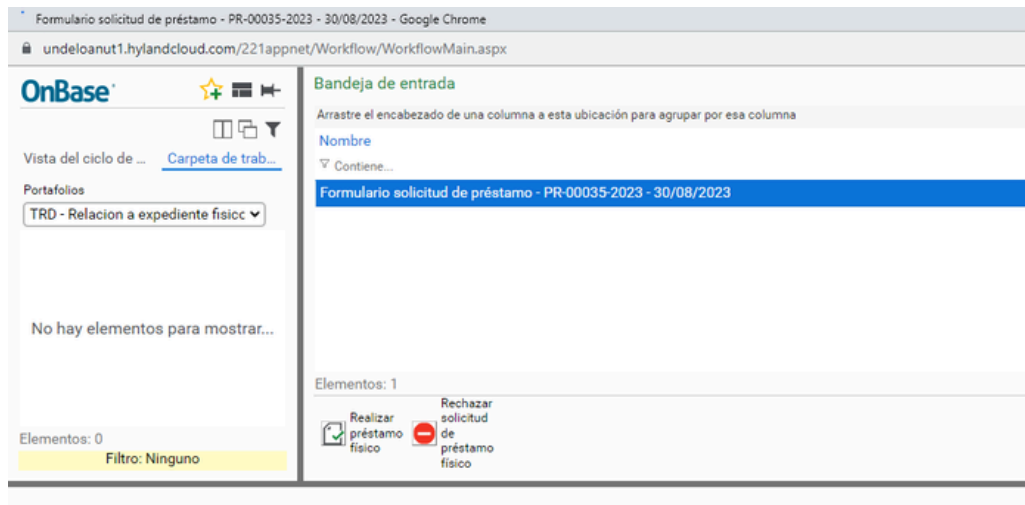 Formulario solicitud de préstamo - PR-00035-2023 - 30/08/2023 - Google Chrome
undeloanut1.hylandcloud.com/221appnet/Workflow/WorkflowMain.aspx
OnBase
Vista del ciclo de ...
Carpeta de trab...
Portafolios
TRD - Relacion a expediente fisicc
No hay elementos para mostrar...
Elementos: 0
Filtro: Ninguno
Bandeja de entrada
Arrastre el encabezado de una columna a esta ubicación para agrupar por esa columna
Nombre
Contiene...
Formulario solicitud de préstamo - PR-00035-2023 - 30/08/2023
Elementos: 1
Realizar
préstamo
físico
Rechazar
solicitud
de
préstamo
físico